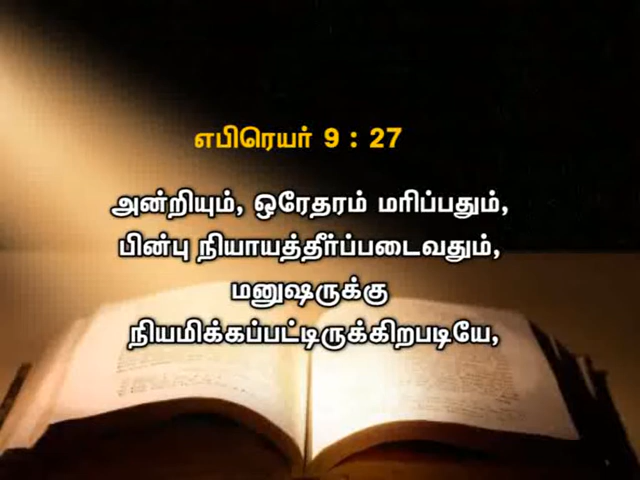 எபிரெயர் 9 : 27
அன்றியும், ஒரேதரம் மரிப்பதும்,
பின்பு நியாயத்தீர்ப்படைவதும்,
மனுஷருக்கு
நியமிக்கப்பட்டிருக்கிறபடியே,